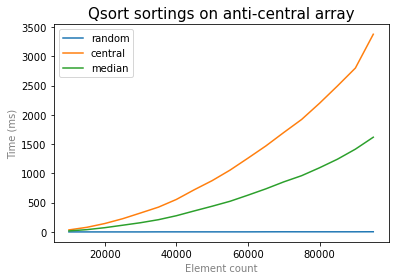 Qsort sortings on anti-central array
random
central
median
Time (ms)
3500
3000
2500
2000
1500
1000
500
0
20000 40000 60000 80000
Element count